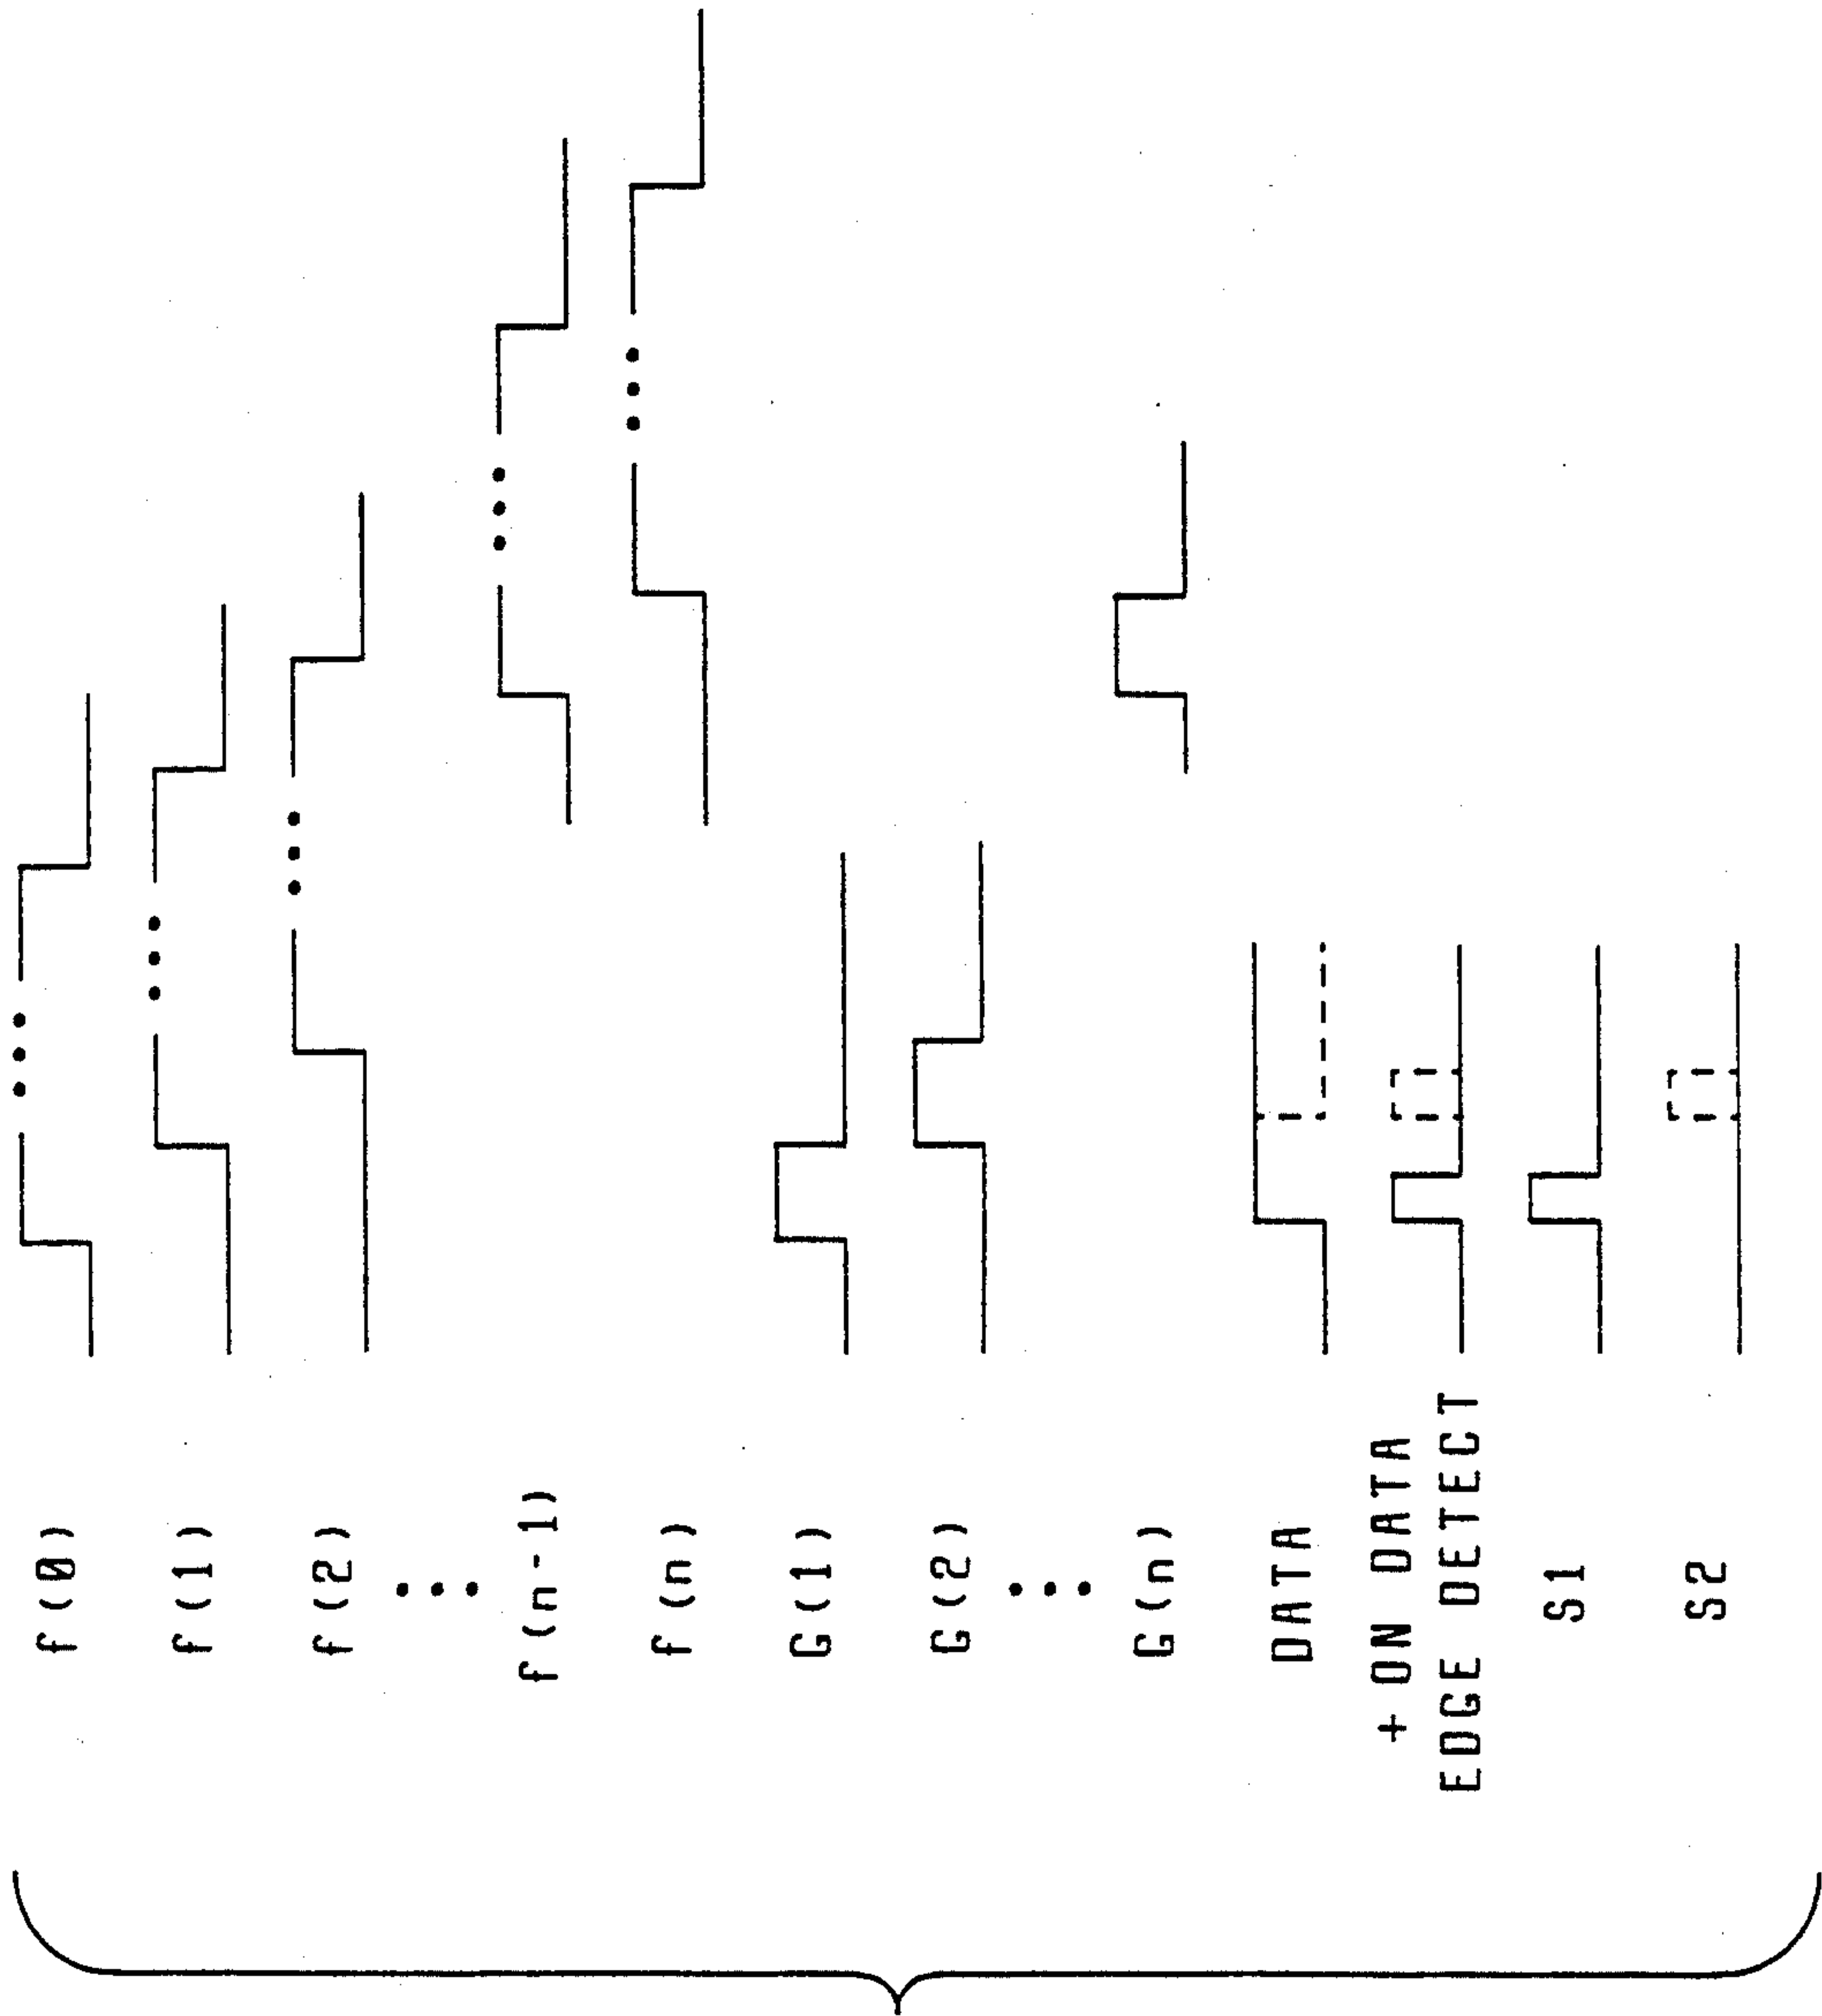 f(0)
f(1)
f(2)
•••
f(n-1)
f(n)
G(1)
G(2)
•••
G(n)
DATA
+ ON DATA
EDGE DETECT
S1
S2